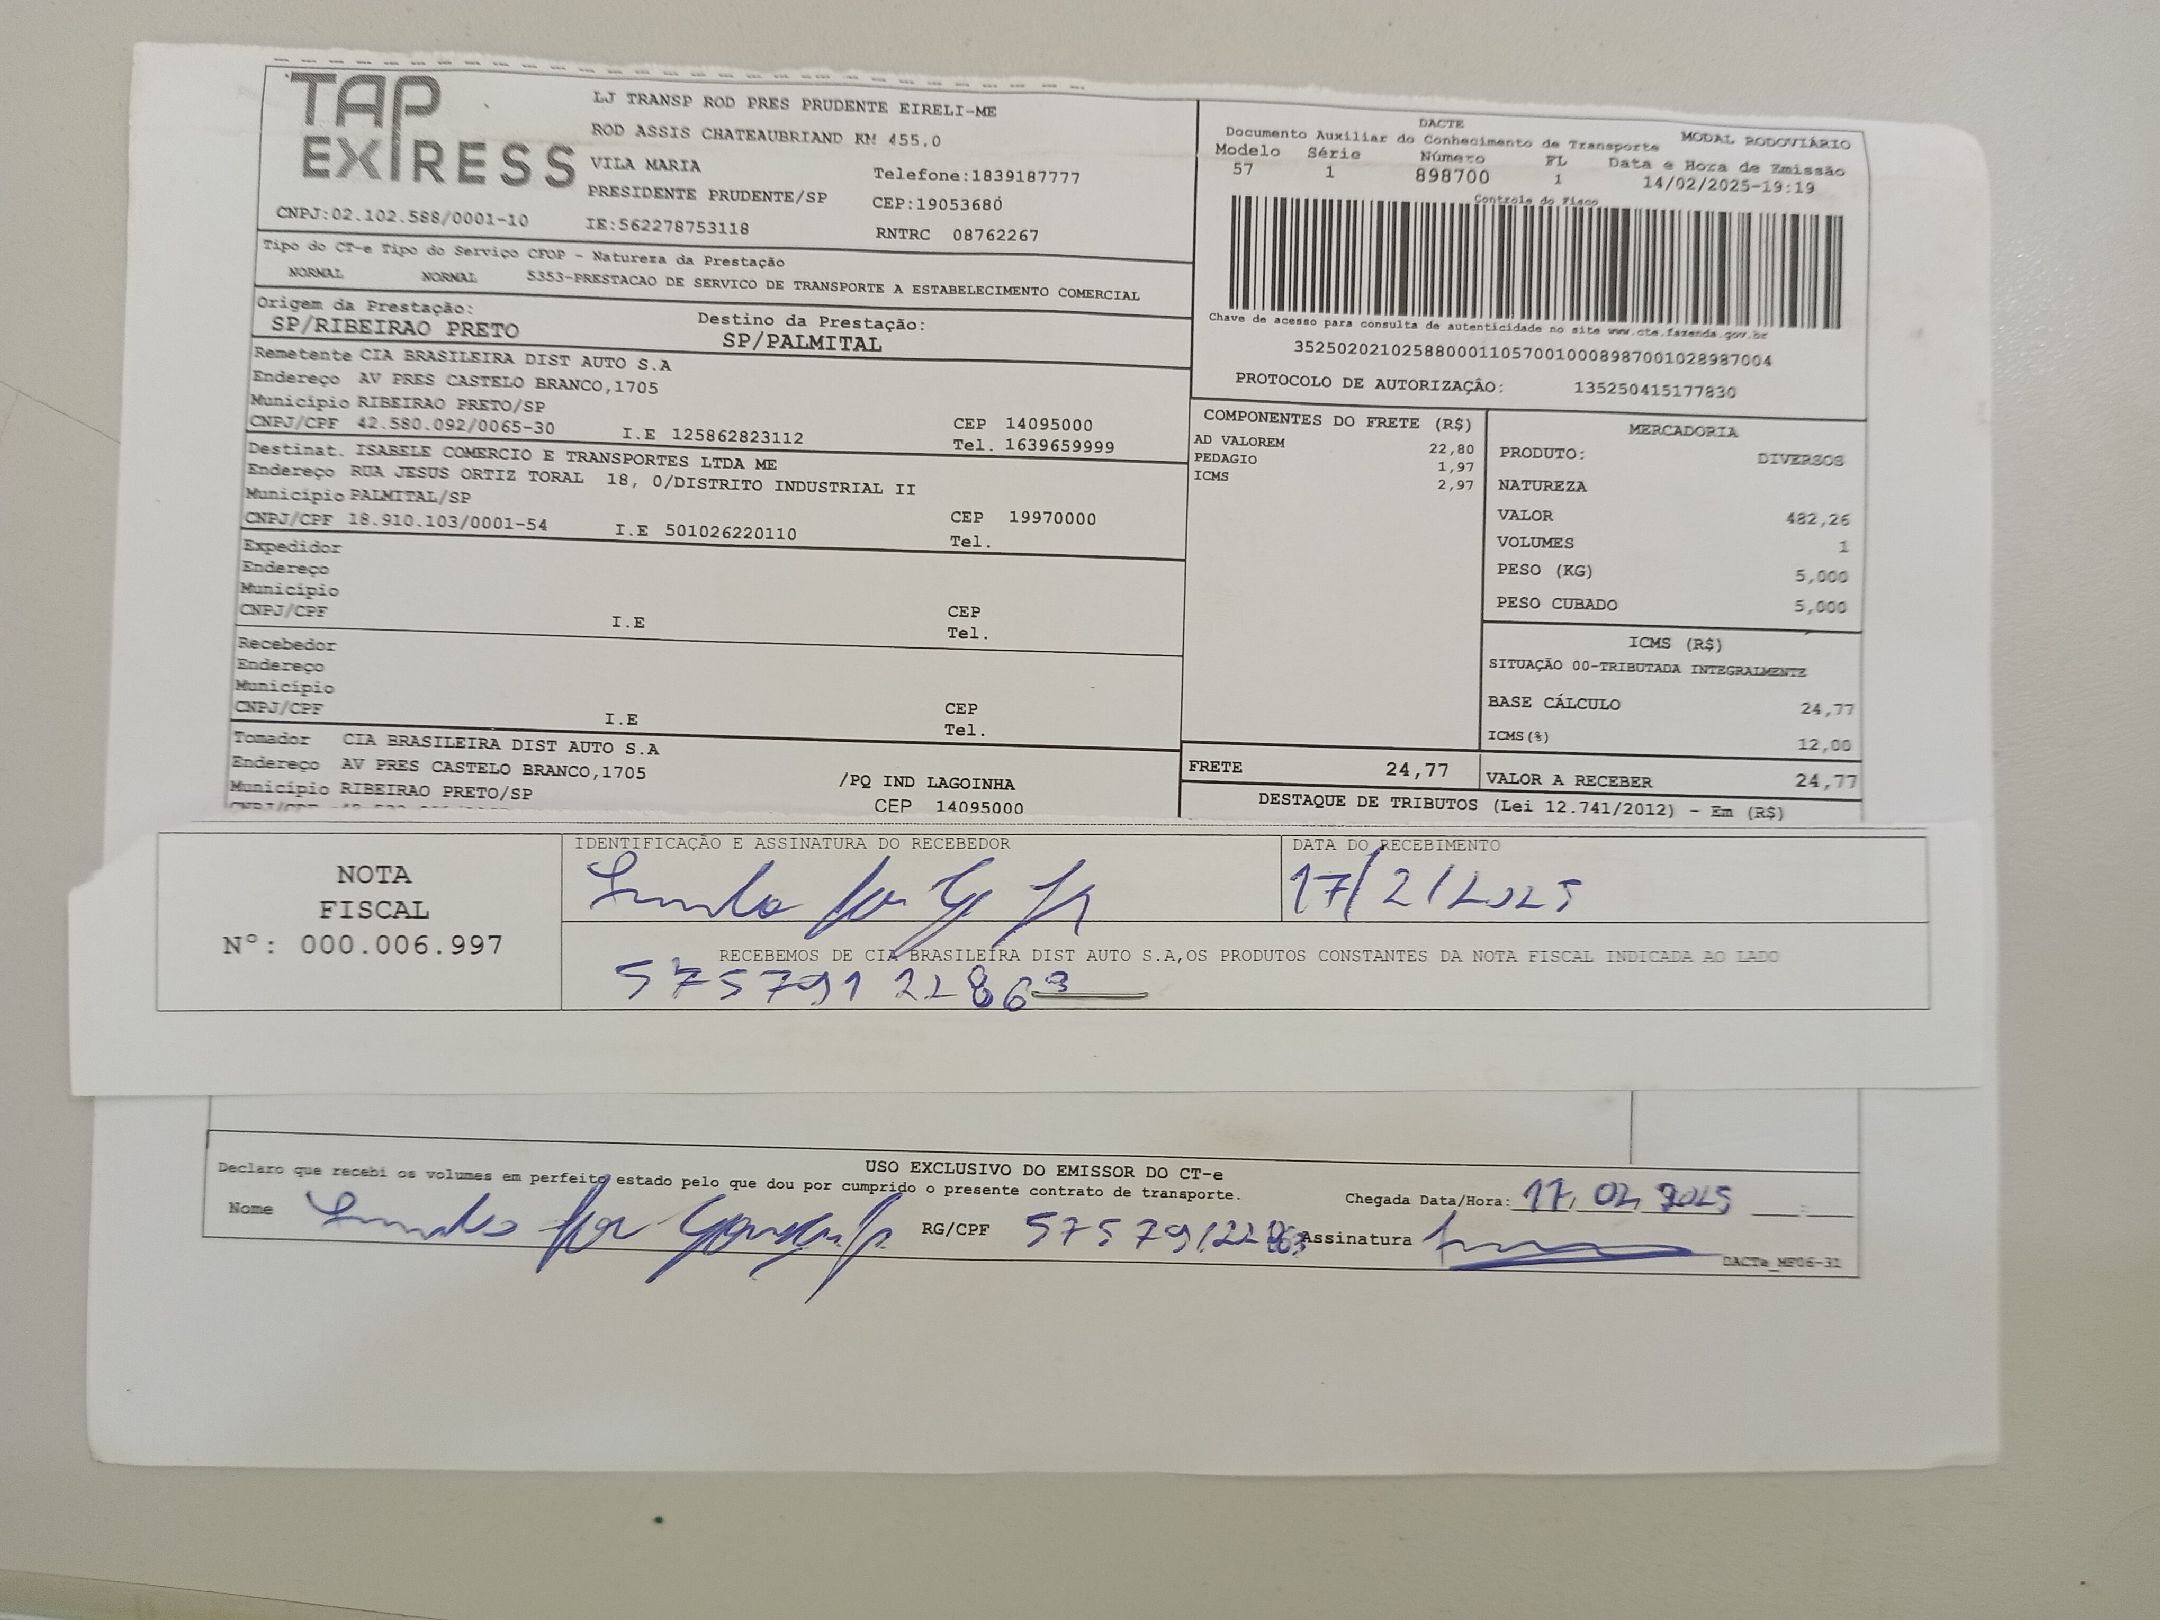 TAP EXPRESS
LJ TRANSP ROD PRES PRUDENTE EIRELI-ME
ROD ASSIS CHATEAUBRIAND KM 455,0
VILA MARIA Telefone:1839187777
PRESIDENTE PRUDENTE/SP CEP:19053680
CNPJ:02.102.588/0001-10 IE:562278753118 RNTRC 08762267
Tipo do CT-e Tipo do Serviço CFOP - Natureza da Prestação
NORMAL NORMAL 5353-PRESTACAO DE SERVICO DE TRANSPORTE A ESTABELECIMENTO COMERCIAL
Origem da Prestação: Destino da Prestação:
SP/RIBEIRAO PRETO SP/PALMITAL
Remetente CIA BRASILEIRA DIST AUTO S.A
Endereço AV PRES CASTELO BRANCO,1705
Município RIBEIRAO PRETO/SP CEP 14095000
CNPJ/CPF 42.580.092/0065-30 I.E 125862823112 Tel. 1639659999
Destinat. ISABELE COMERCIO E TRANSPORTES LTDA ME
Endereço RUA JESUS ORTIZ TORAL 18, 0/DISTRITO INDUSTRIAL II
Município PALMITAL/SP CEP 19970000
CNPJ/CPF 18.910.103/0001-54 I.E 501026220110 Tel.
Expedidor
Endereço
Município CEP
CNPJ/CPF I.E Tel.
Recebedor
Endereço
Município CEP
CNPJ/CPF I.E Tel.
Tomador CIA BRASILEIRA DIST AUTO S.A
Endereço AV PRES CASTELO BRANCO,1705 /PQ IND LAGOINHA
Município RIBEIRAO PRETO/SP CEP 14095000
DACTE MODAL RODOVIÁRIO
Documento Auxiliar do Conhecimento de Transporte
Modelo Série Número FL Data e Hora de Emissão
57 1 898700 1 14/02/2025-19:19
Controle do Fisco
Chave de acesso para consulta de autenticidade no site www.cte.fazenda.gov.br
35250202102588000110570010008987001028987004
PROTOCOLO DE AUTORIZAÇÃO: 135250415177830
COMPONENTES DO FRETE (R$)
AD VALOREM 22,80
PEDAGIO 1,97
ICMS 2,97
MERCADORIA
PRODUTO: DIVERSOS
NATUREZA
VALOR 482,26
VOLUMES 1
PESO (KG) 5,000
PESO CUBADO 5,000
ICMS (R$)
SITUAÇÃO 00-TRIBUTADA INTEGRALMENTE
BASE CÁLCULO 24,77
ICMS(%) 12,00
FRETE 24,77 VALOR A RECEBER 24,77
DESTAQUE DE TRIBUTOS (Lei 12.741/2012) - Em (R$)
NOTA
FISCAL
Nº: 000.006.997
IDENTIFICAÇÃO E ASSINATURA DO RECEBEDOR
DATA DO RECEBIMENTO
17/2/2025
RECEBEMOS DE CIA BRASILEIRA DIST AUTO S.A,OS PRODUTOS CONSTANTES DA NOTA FISCAL INDICADA AO LADO
57579122863
USO EXCLUSIVO DO EMISSOR DO CT-e
Declaro que recebi os volumes em perfeito estado pelo que dou por cumprido o presente contrato de transporte.
Chegada Data/Hora: 17, 02, 2025
Nome RG/CPF 57579122863 Assinatura
DACTe_MP06-31